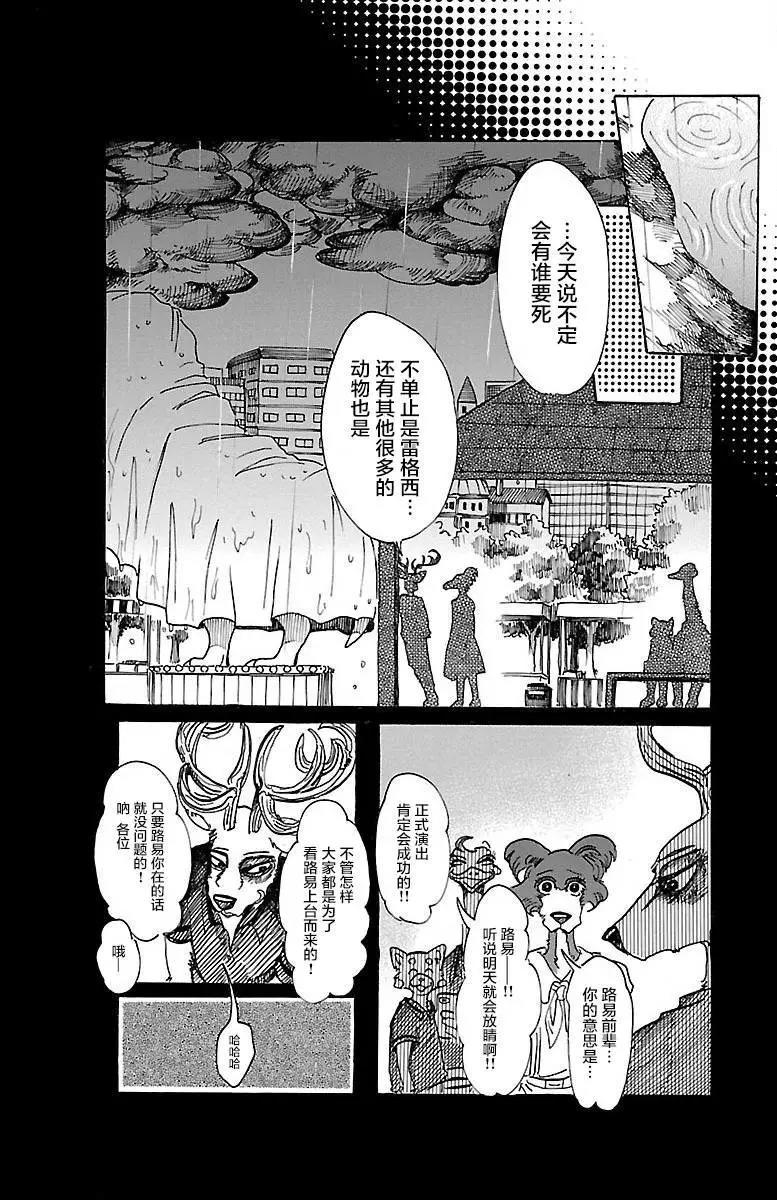 …今天说不定
会有谁要死
不单止是雷格西…
还有其他很多的
动物也是
路易前辈…
你的意思是…
路易——!!
听说明天就会放睛啊!!
正式演出
肯定会成功的!!
不管怎样
大家都是为了
看路易上台而来的!
只要路易你在的话
就没问题的!
呐 各位
哦—
哈哈哈